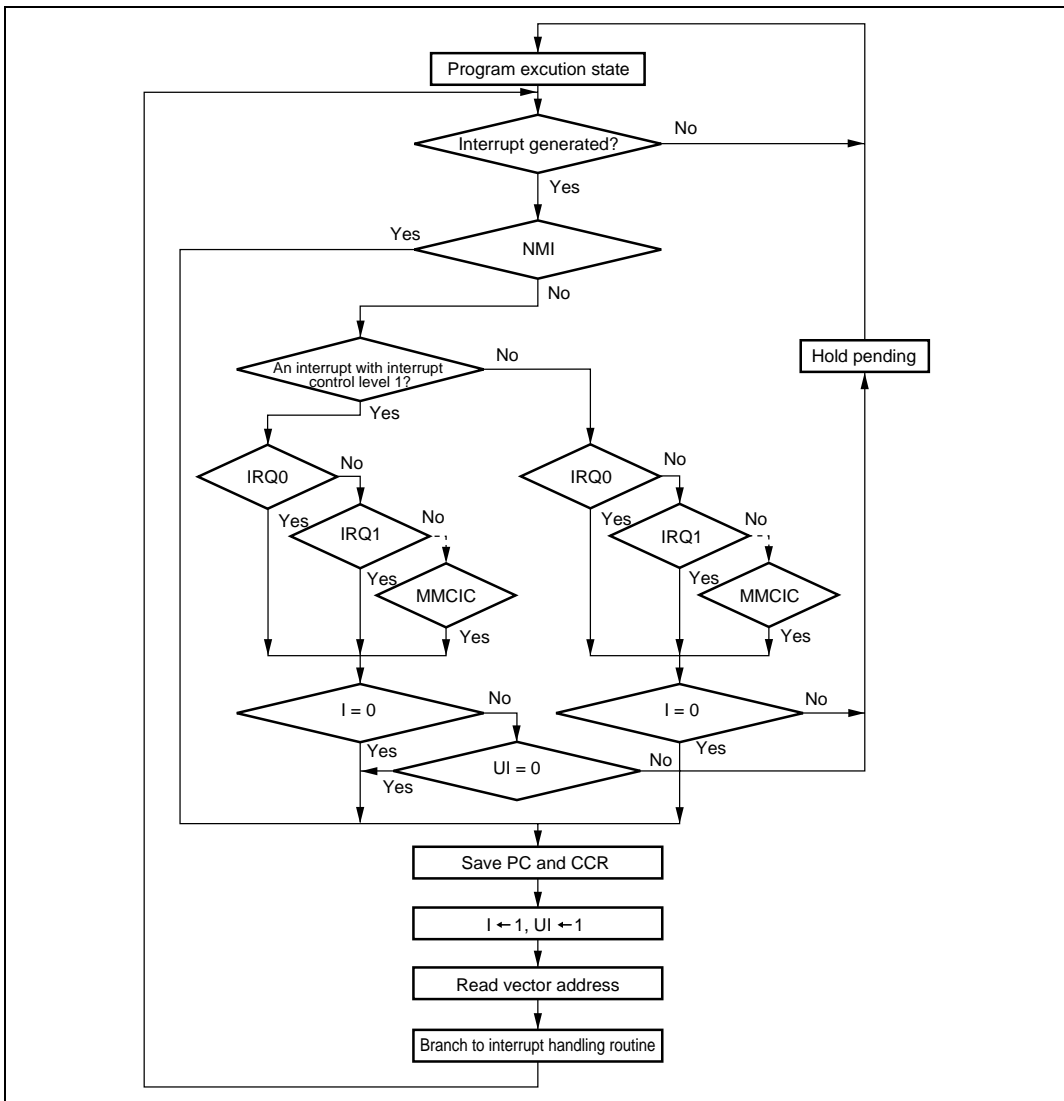 Program excution state
Interrupt generated?
No
Yes
Yes
NMI
No
An interrupt with interrupt
control level 1?
No
Yes
Hold pending
IRQ0
No
Yes
IRQ1
No
Yes
MMCIC
Yes
IRQ0
No
Yes
IRQ1
No
Yes
MMCIC
Yes
I = 0
No
Yes
UI = 0
Yes
No
I = 0
No
Yes
Save PC and CCR
I ←1, UI ←1
Read vector address
Branch to interrupt handling routine